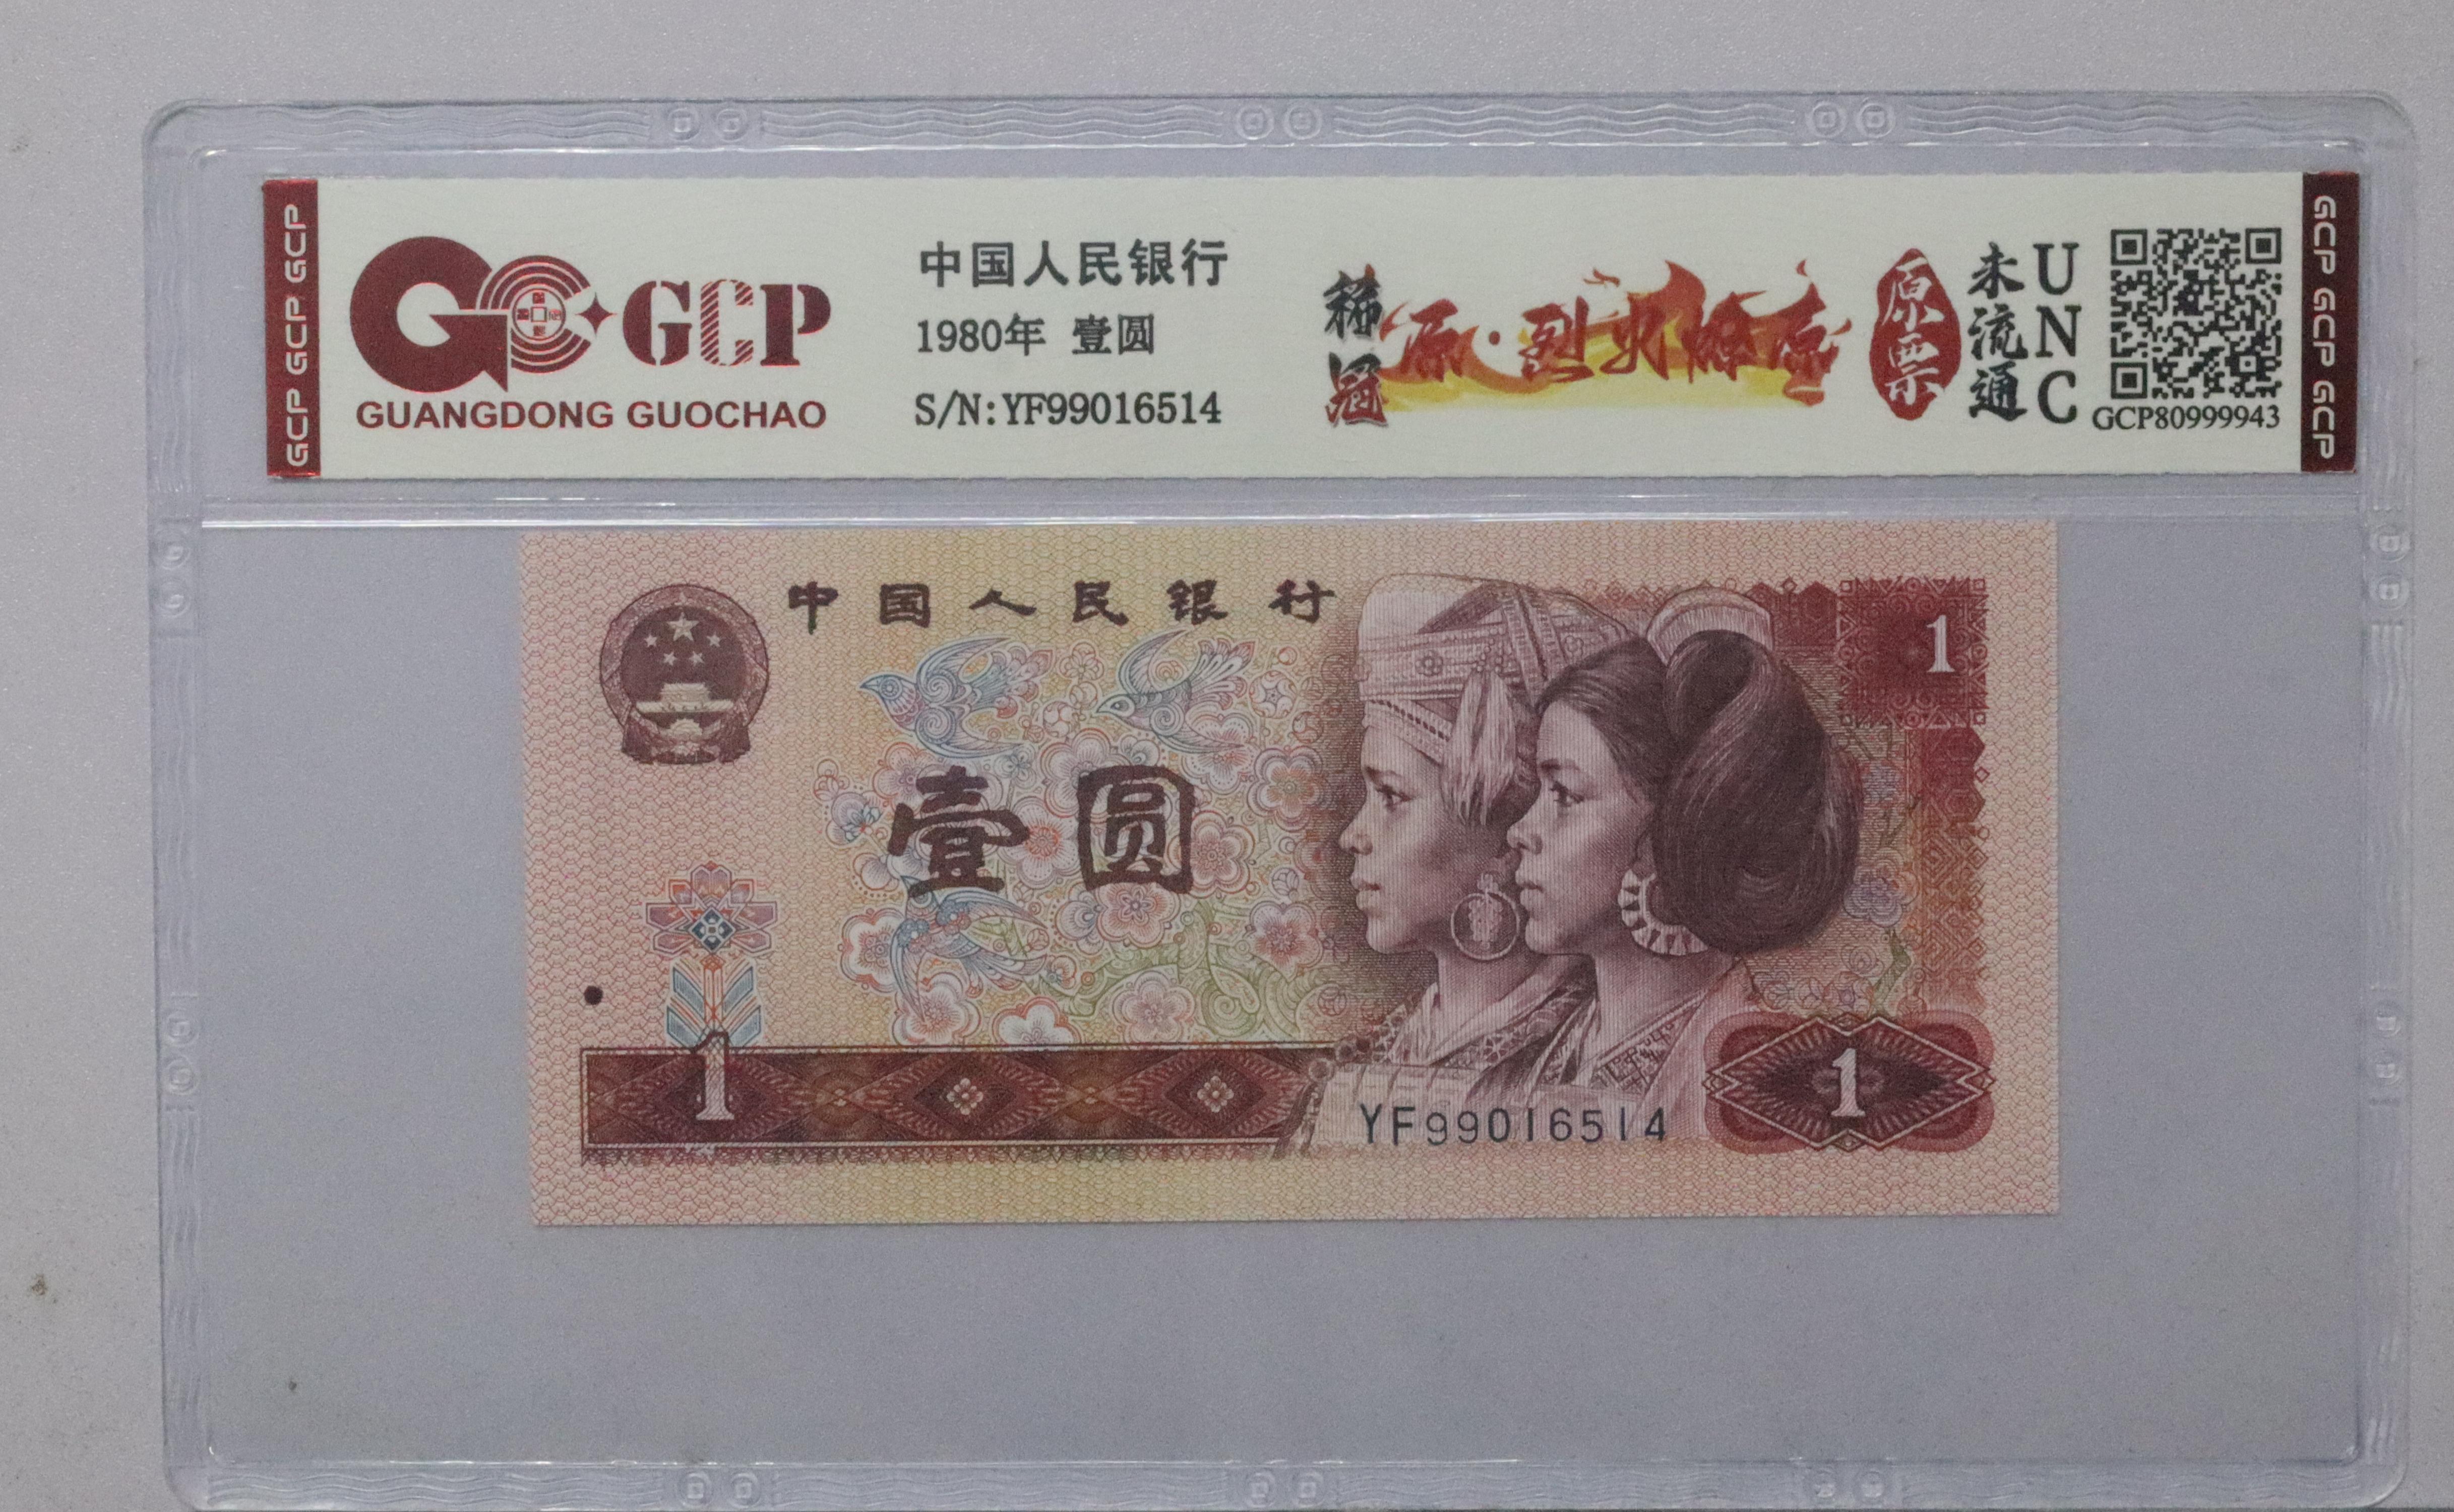 GCP GCP GCP
GCP
GUANGDONG GUOCHAO
中国人民银行
1980年 壹圆
S/N:YF99016514
稀冠
原·烈火燎原
原票
未流通
UNC
GCP80999943
GCP GCP GCP
中国人民银行
1
壹圆
1
1
YF99016514